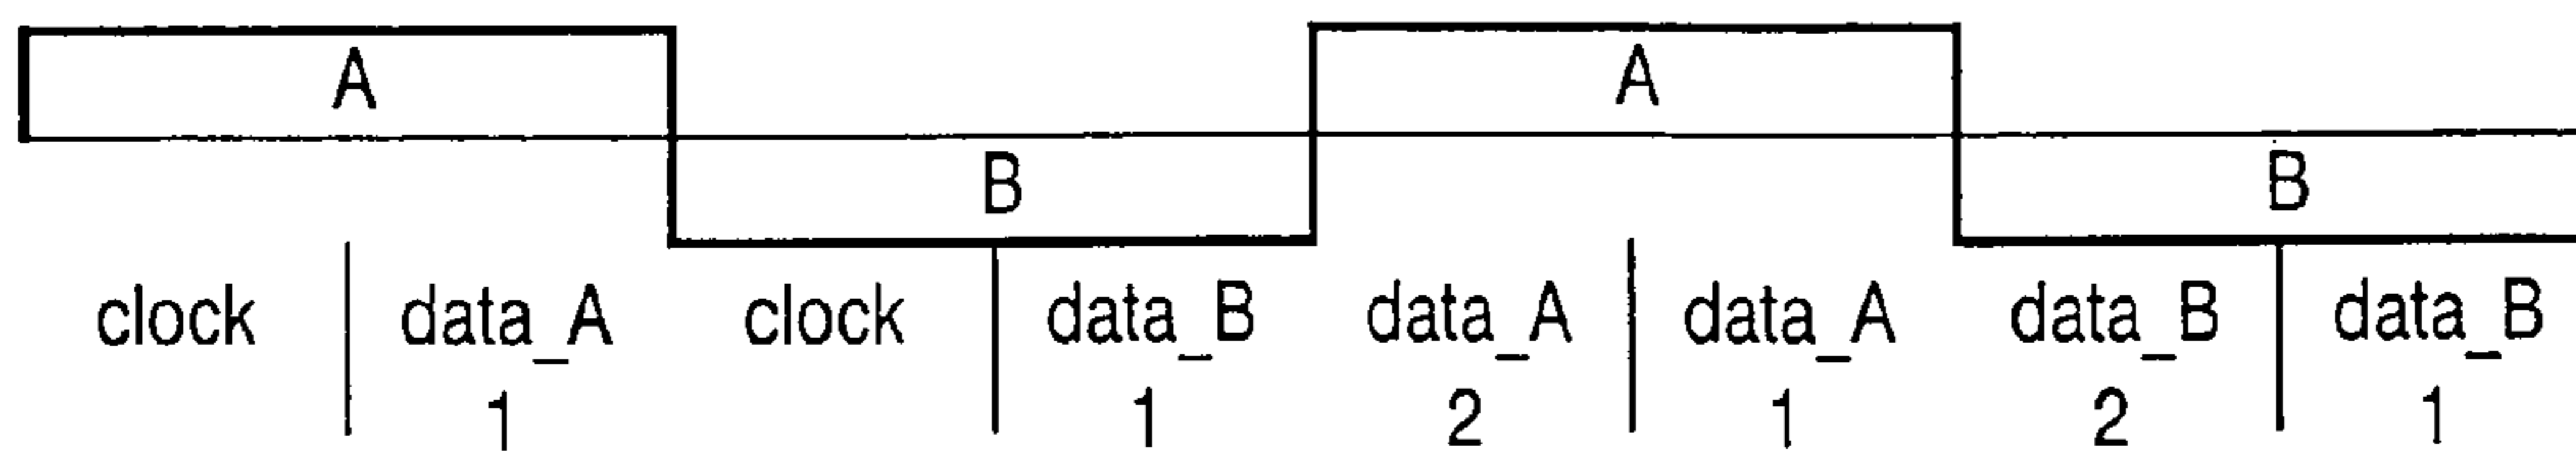 A A
B B
clock data_A clock data_B data_A data_A data_B data_B
1 1 2 1 2 1